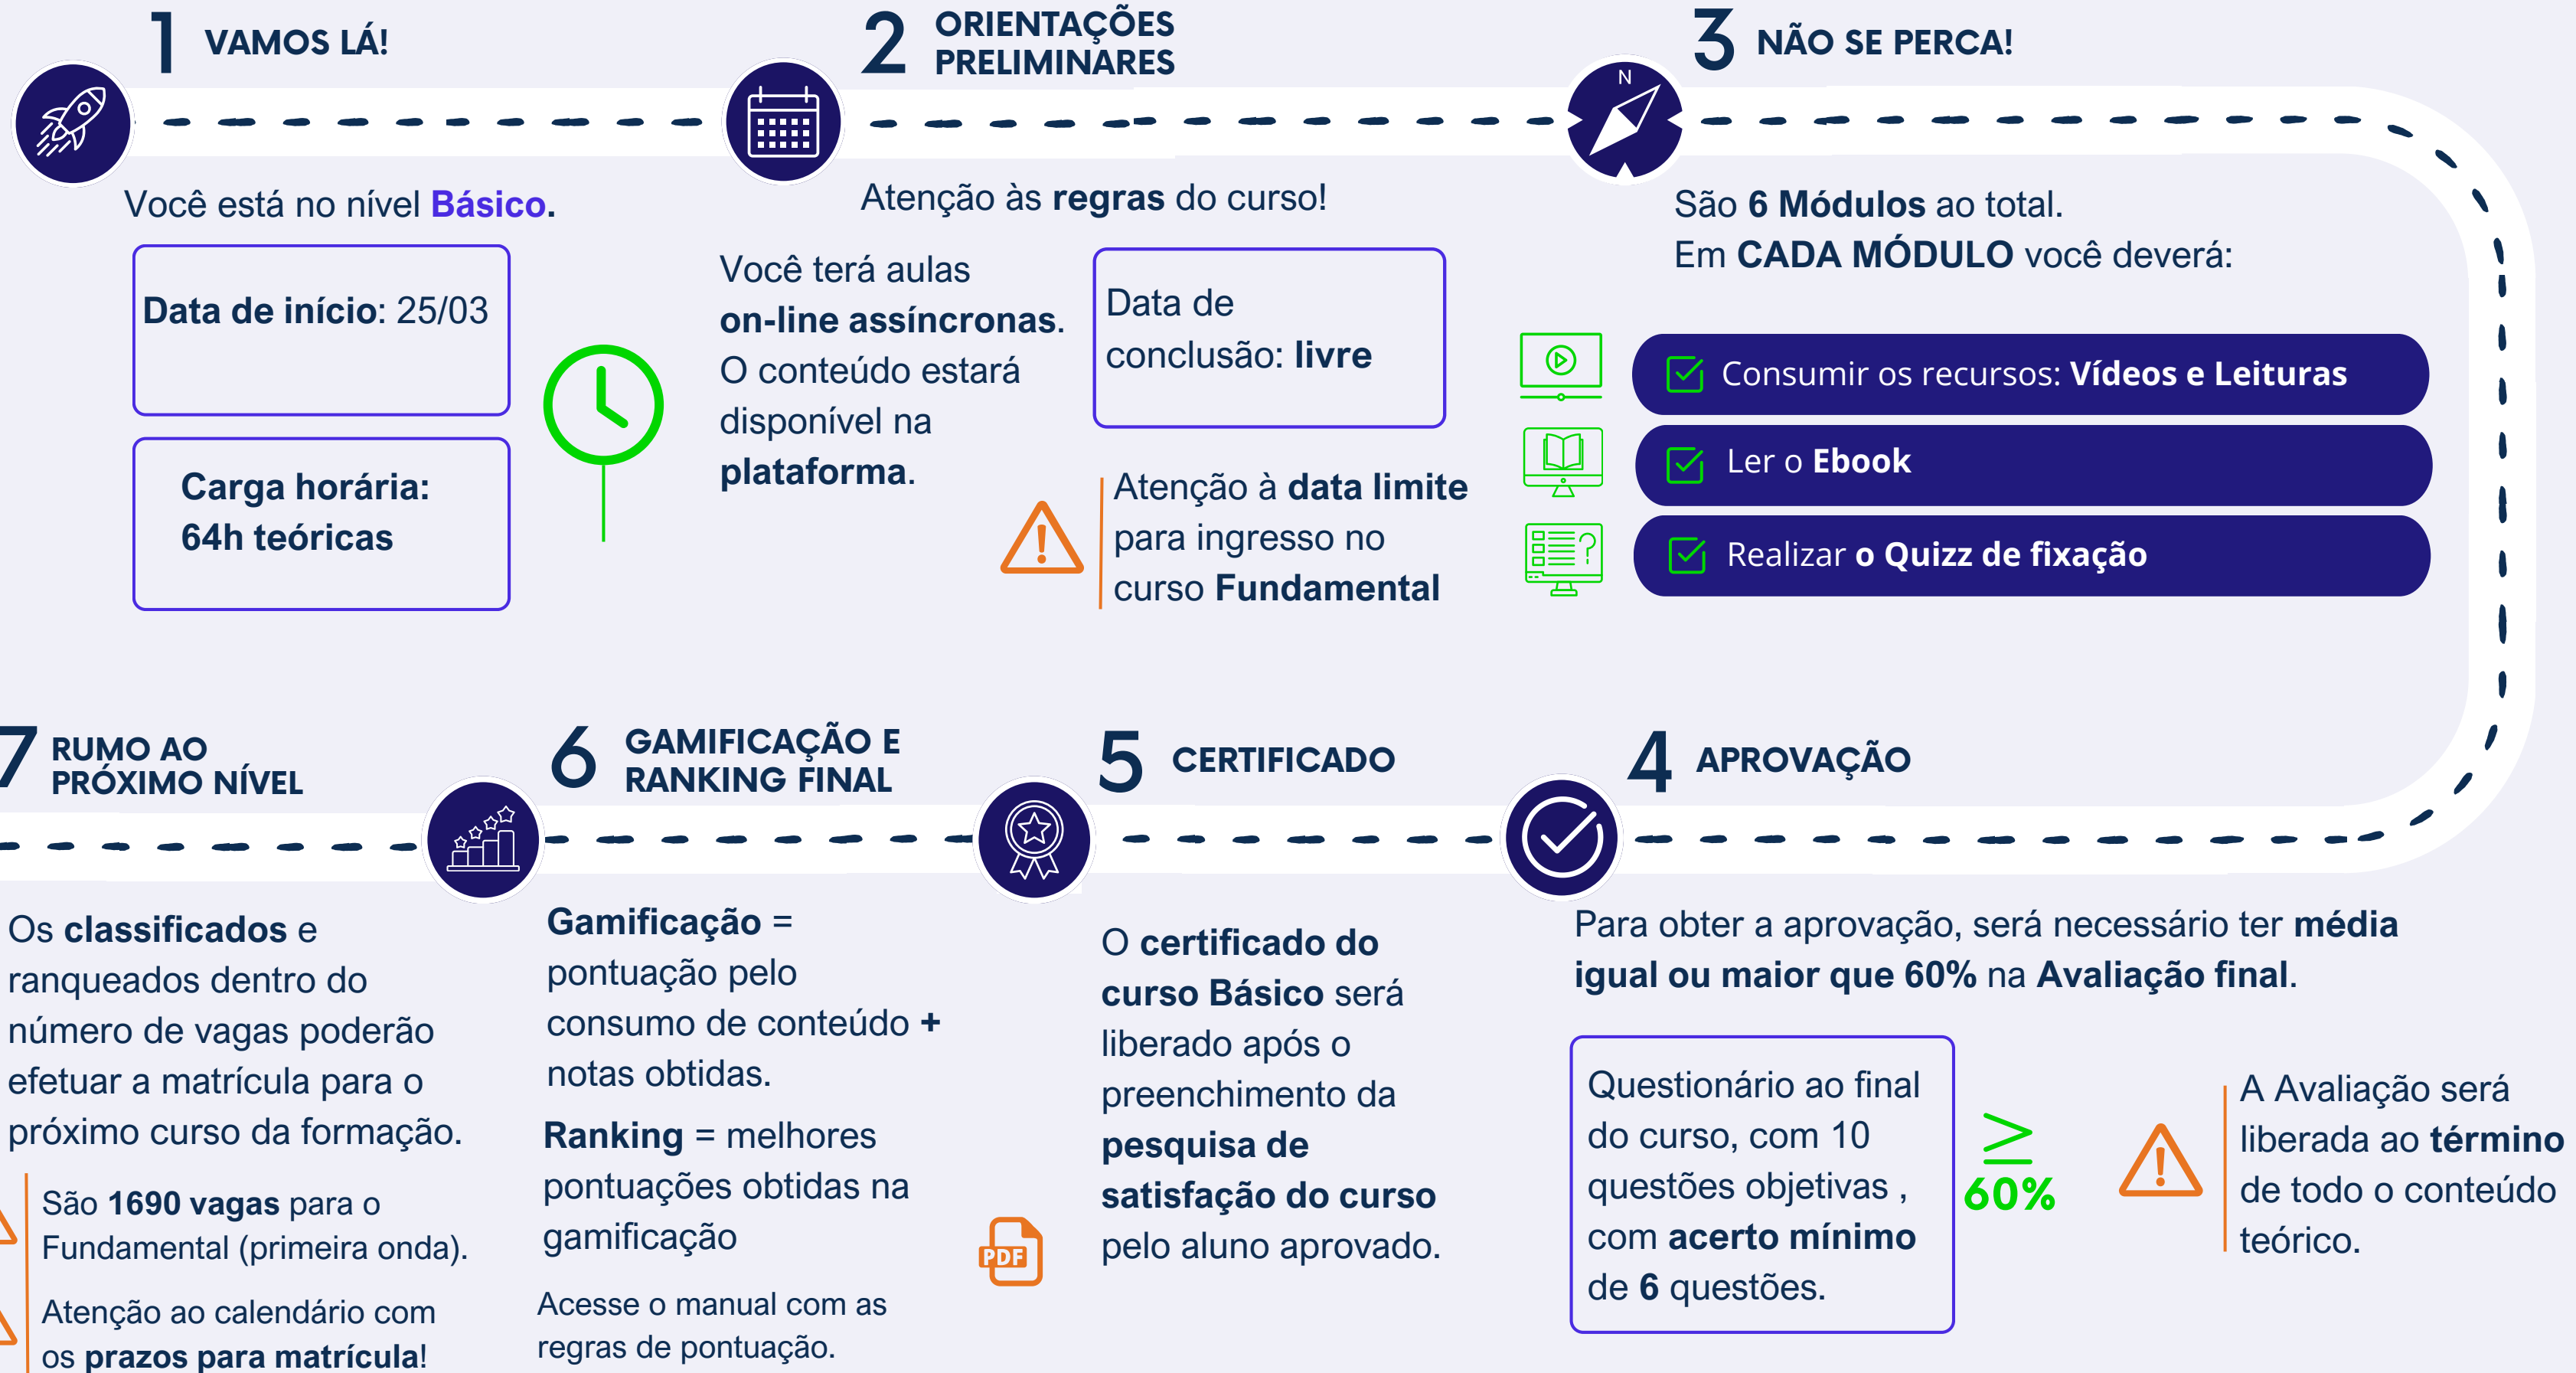 1 VAMOS LÁ!
Você está no nível Básico.
Data de início: 25/03
Carga horária:
64h teóricas
2 ORIENTAÇÕES
PRELIMINARES
Atenção às regras do curso!
Você terá aulas
on-line assíncronas.
O conteúdo estará
disponível na
plataforma.
Data de
conclusão: livre
Atenção à data limite
para ingresso no
curso Fundamental
3 NÃO SE PERCA!
N
São 6 Módulos ao total.
Em CADA MÓDULO você deverá:
Consumir os recursos: Vídeos e Leituras
Ler o Ebook
Realizar o Quizz de fixação
?
4 APROVAÇÃO
Para obter a aprovação, será necessário ter média
igual ou maior que 60% na Avaliação final.
Questionário ao final
do curso, com 10
questões objetivas ,
com acerto mínimo
de 6 questões.
≥
60%
A Avaliação será
liberada ao término
de todo o conteúdo
teórico.
5 CERTIFICADO
O certificado do
curso Básico será
liberado após o
preenchimento da
pesquisa de
satisfação do curso
pelo aluno aprovado.
PDF
6 GAMIFICAÇÃO E
RANKING FINAL
Gamificação =
pontuação pelo
consumo de conteúdo +
notas obtidas.
Ranking = melhores
pontuações obtidas na
gamificação
Acesse o manual com as
regras de pontuação.
7 RUMO AO
PRÓXIMO NÍVEL
Os classificados e
ranqueados dentro do
número de vagas poderão
efetuar a matrícula para o
próximo curso da formação.
São 1690 vagas para o
Fundamental (primeira onda).
Atenção ao calendário com
os prazos para matrícula!